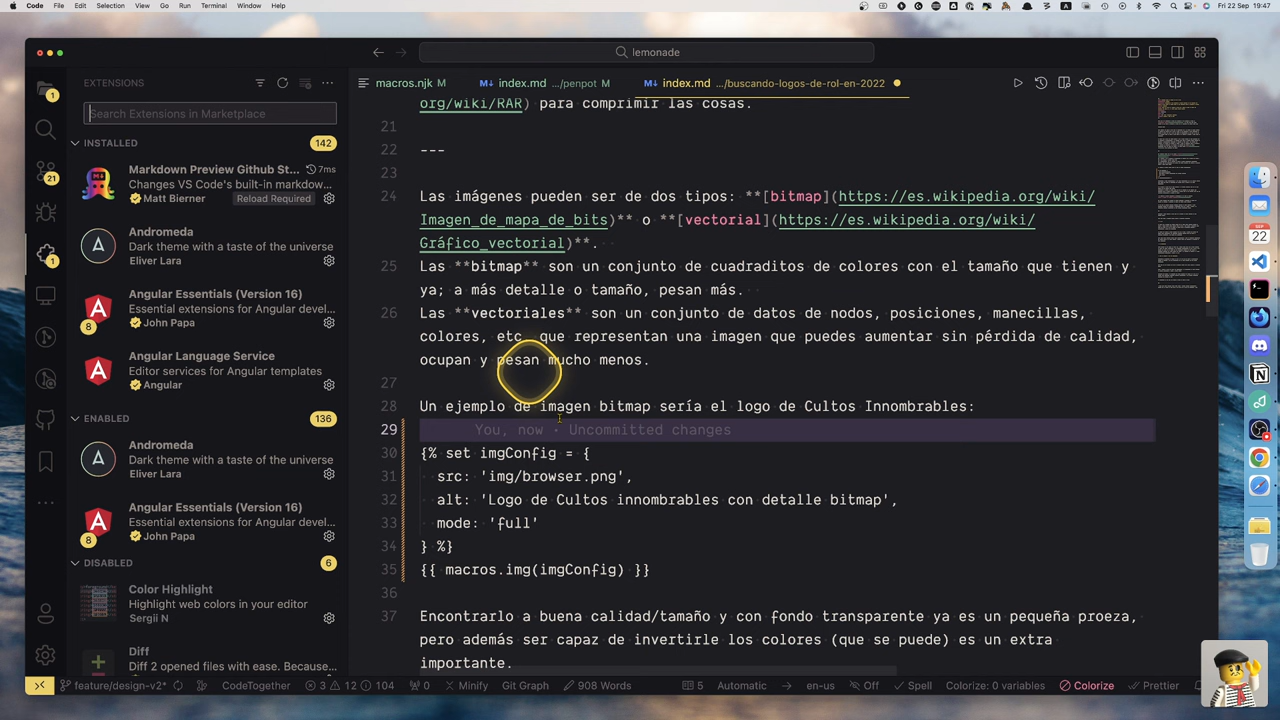 Code File Edit Selection View Go Run Terminal Window Help
Fri 22 Sep 19:47
lemonade
EXTENSIONS
Search Extensions in Marketplace
INSTALLED 142
Markdown Preview Github St... 7ms
Changes VS Code's built-in markdow...
Matt Bierner Reload Required
Andromeda
Dark theme with a taste of the universe
Eliver Lara
Angular Essentials (Version 16)
Essential extensions for Angular devel...
John Papa
8
Angular Language Service
Editor services for Angular templates
Angular
ENABLED 136
Andromeda
Dark theme with a taste of the universe
Eliver Lara
Angular Essentials (Version 16)
Essential extensions for Angular devel...
John Papa
8
DISABLED 6
Color Highlight
Highlight web colors in your editor
Sergii N
Diff
Diff 2 opened files with ease. Because...
1
21
1
macros.njk M index.md .../penpot M index.md .../buscando-logos-de-rol-en-2022
org/wiki/RAR) para comprimir las cosas.
21
22 ---
23
24 Las imágenes pueden ser de dos tipos, **[bitmap](https://es.wikipedia.org/wiki/
Imagen_de_mapa_de_bits)** o **[vectorial](https://es.wikipedia.org/wiki/
Gráfico_vectorial)**.
25 Las **bitmap** son un conjunto de cuadraditos de colores con el tamaño que tienen y
ya, a más detalle o tamaño, pesan más.
26 Las **vectoriales** son un conjunto de datos de nodos, posiciones, manecillas,
colores, etc. que representan una imagen que puedes aumentar sin pérdida de calidad,
ocupan y pesan mucho menos.
27
28 Un ejemplo de imagen bitmap sería el logo de Cultos Innombrables:
29 You, now · Uncommitted changes
30 {% set imgConfig = {
31 src: 'img/browser.png',
32 alt: 'Logo de Cultos innombrables con detalle bitmap',
33 mode: 'full'
34 } %}
35 {{ macros.img(imgConfig) }}
36
37 Encontrarlo a buena calidad/tamaño y con fondo transparente ya es un pequeña proeza,
pero además ser capaz de invertirle los colores (que se puede) es un extra
importante.
SEP
22
feature/design-v2* CodeTogether 3 12 104 0 Minify Git Graph 908 Words 5 Automatic en-us Off Spell Colorize: 0 variables Colorize Prettier